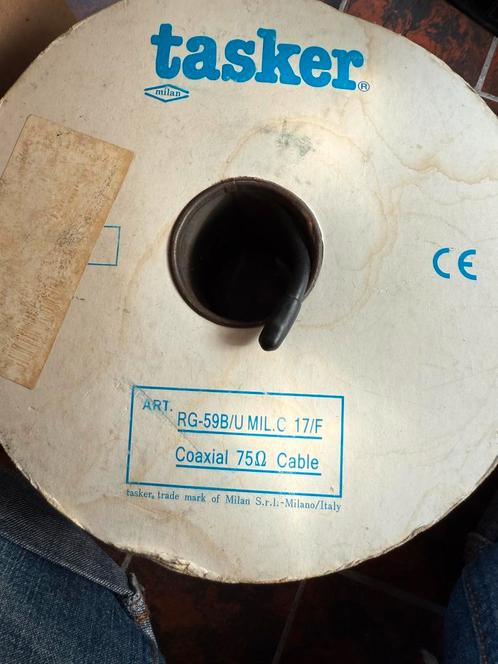 tasker®
milan
CE
ART. RG-59B/U MIL.C 17/F
Coaxial 75Ω Cable
tasker, trade mark of Milan S.r.l.-Milano/Italy